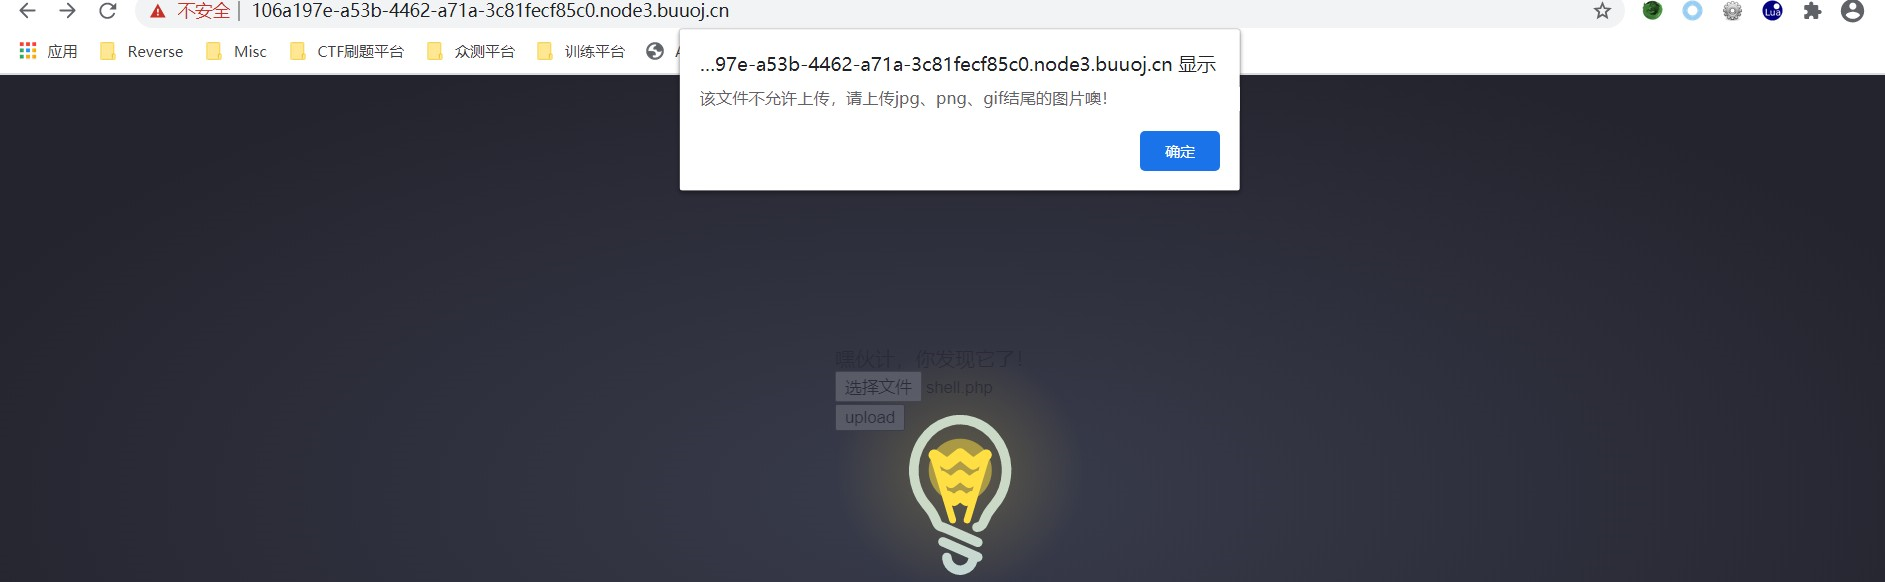 不安全 | 106a197e-a53b-4462-a71a-3c81fecf85c0.node3.buuoj.cn
Lua
应用 Reverse Misc CTF刷题平台 众测平台 训练平台
...97e-a53b-4462-a71a-3c81fecf85c0.node3.buuoj.cn 显示
该文件不允许上传，请上传jpg、png、gif结尾的图片噢！
确定
嘿伙计，你发现它了！
选择文件 shell.php
upload